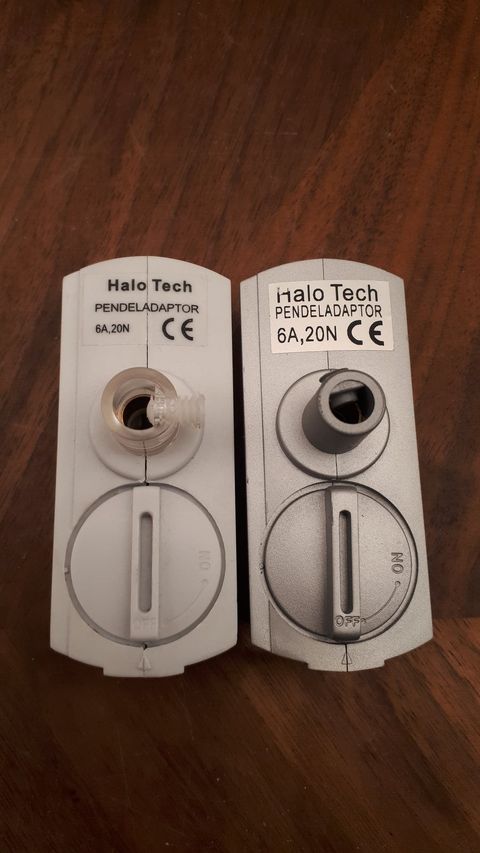 Halo Tech
PENDELADAPTOR
6A,20N CE
ON
OFF
Halo Tech
PENDELADAPTOR
6A,20N CE
ON
OFF